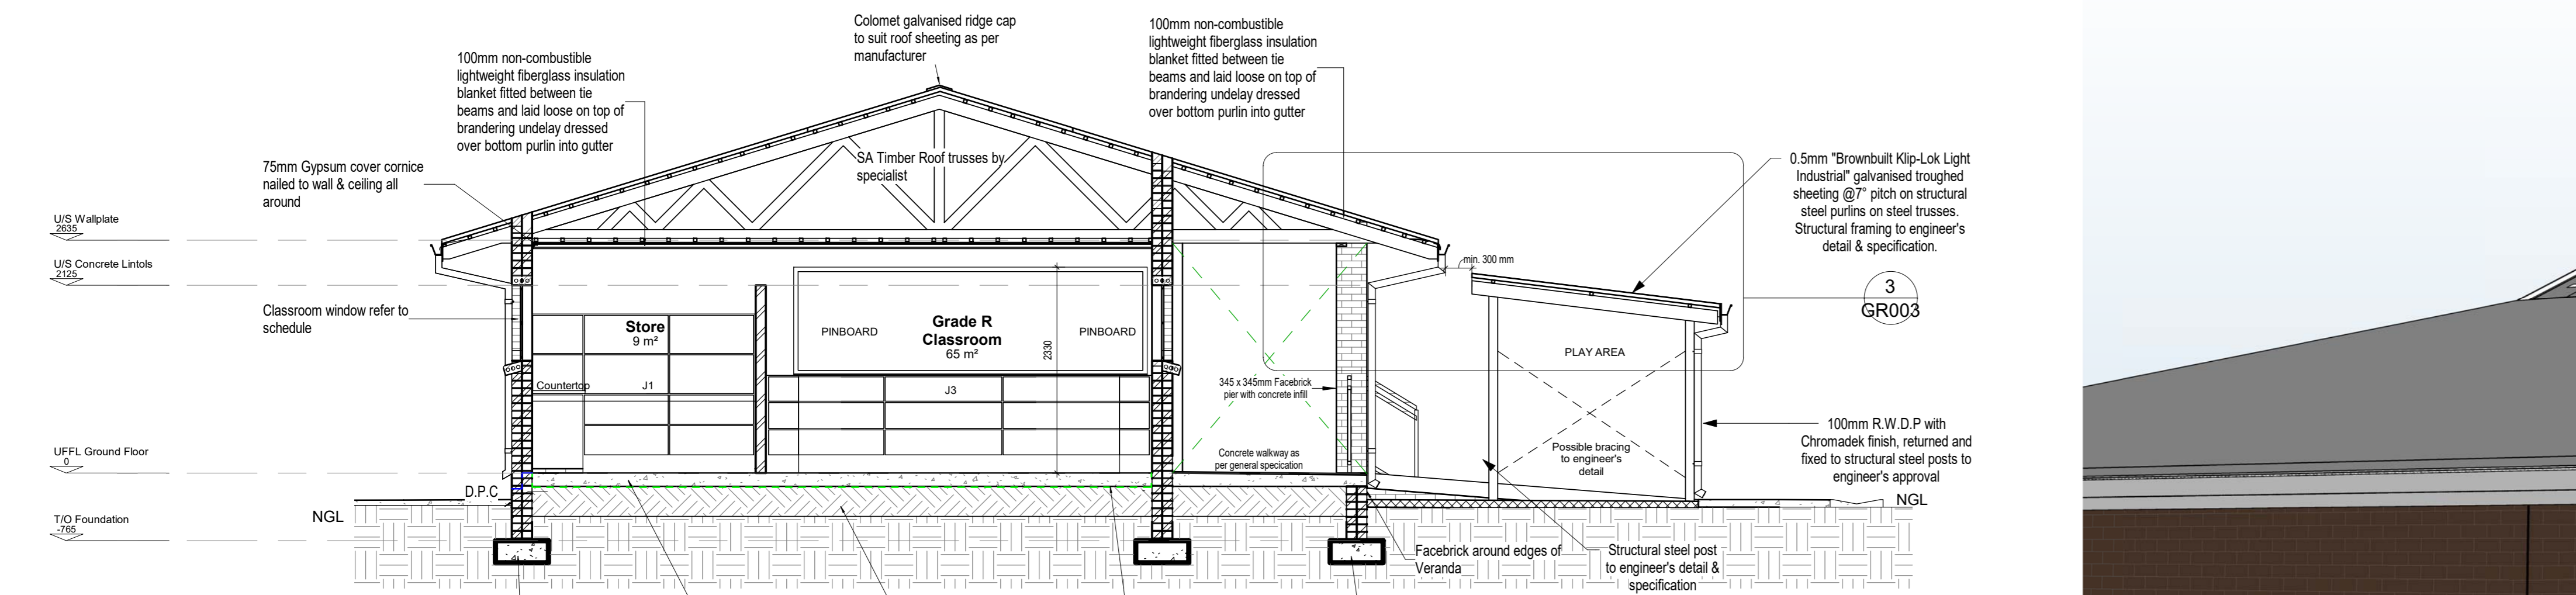 Colomet galvanised ridge cap
to suit roof sheeting as per
manufacturer
100mm non-combustible
lightweight fiberglass insulation
blanket fitted between tie
beams and laid loose on top of
brandering undelay dressed
over bottom purlin into gutter
100mm non-combustible
lightweight fiberglass insulation
blanket fitted between tie
beams and laid loose on top of
brandering undelay dressed
over bottom purlin into gutter
75mm Gypsum cover cornice
nailed to wall & ceiling all
around
SA Timber Roof trusses by
specialist
0.5mm "Brownbuilt Klip-Lok Light
Industrial" galvanised troughed
sheeting @7° pitch on structural
steel purlins on steel trusses.
Structural framing to engineer's
detail & specification.
U/S Wallplate
2635
U/S Concrete Lintols
2125
min. 300 mm
3
GR003
Classroom window refer to
schedule
Store
9 m²
PINBOARD
Grade R
Classroom
65 m²
2330
PINBOARD
PLAY AREA
Countertop
J1
J3
345 x 345mm Facebrick
pier with concrete infill
100mm R.W.D.P with
Chromadek finish, returned and
fixed to structural steel posts to
engineer's approval
Possible bracing
to engineer's
detail
Concrete walkway as
per general specication
UFFL Ground Floor
0
D.P.C
NGL
NGL
T/O Foundation
-765
Facebrick around edges of
Veranda
Structural steel post
to engineer's detail &
specification